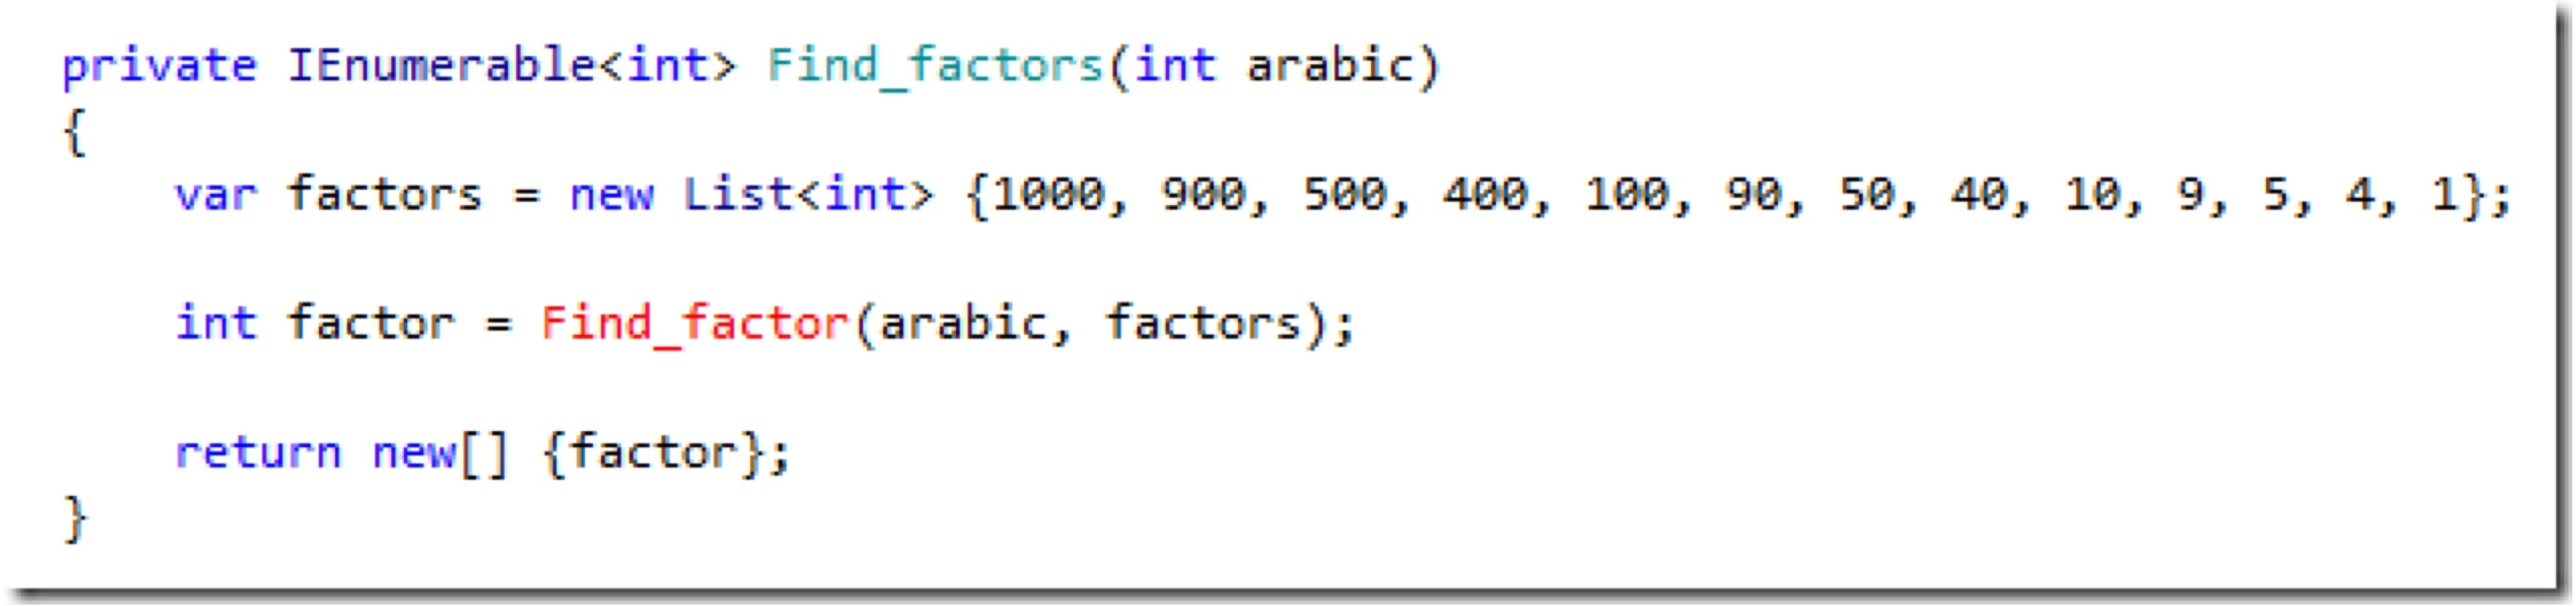 private IEnumerable<int> Find_factors(int arabic)
{
    var factors = new List<int> {1000, 900, 500, 400, 100, 90, 50, 40, 10, 9, 5, 4, 1};
    int factor = Find_factor(arabic, factors);
    return new[] {factor};
}